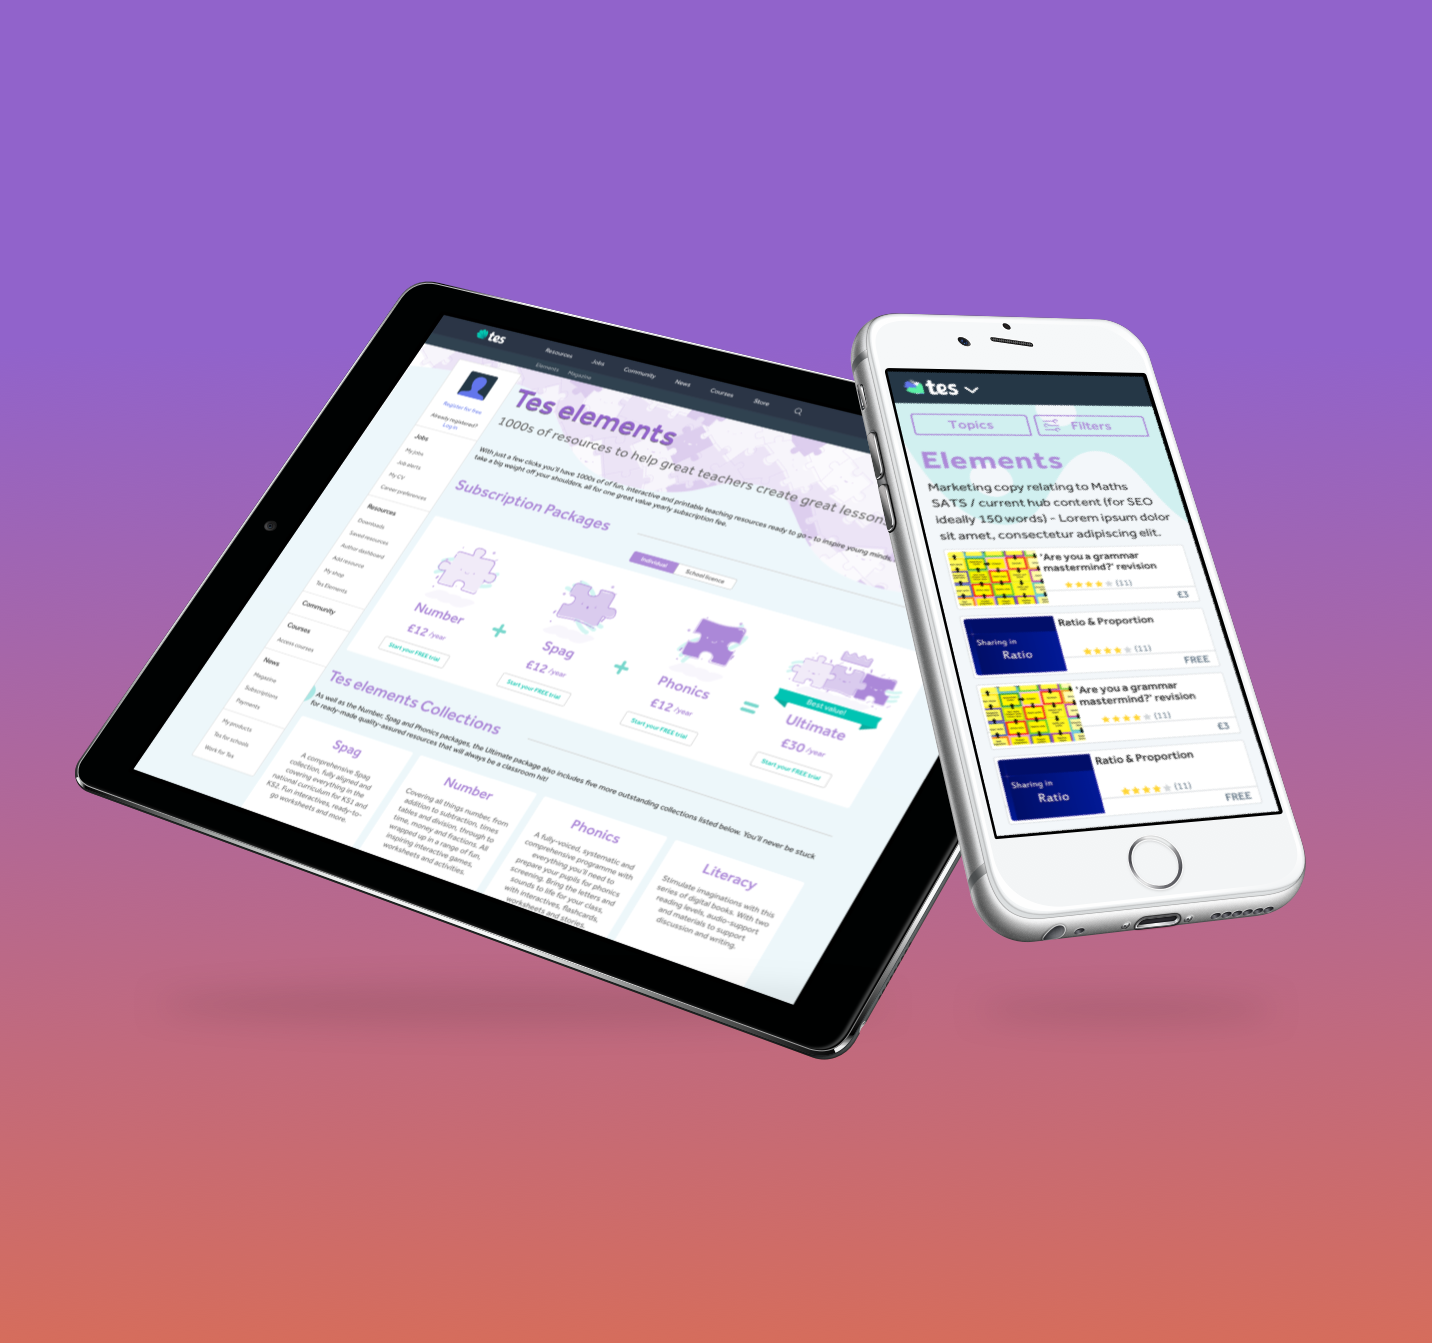 tes
Resources Jobs Community News Courses Store
Elements Magazine
Register for free
Already registered?
Log in
Jobs
My jobs
Job alerts
My CV
Career preferences
Resources
Downloads
Saved resources
Author dashboard
Add resource
My shop
Tes Elements
Community
Courses
Access courses
News
Magazine
Subscriptions
Payments
My products
Tes for schools
Work for Tes
Tes elements
1000s of resources to help great teachers create great lesson
With just a few clicks you'll have 1000s of of fun, interactive and printable teaching resources ready to go – to inspire young minds.
take a big weight off your shoulders, all for one great value yearly subscription fee.
Subscription Packages
Individual School licence
Number
£12 /year
Start your FREE trial
+
Spag
£12 /year
Start your FREE trial
+
Phonics
£12 /year
Start your FREE trial
=
Best value!
Ultimate
£30 /year
Start your FREE trial
Tes elements Collections
As well as the Number, Spag and Phonics packages, the Ultimate package also includes five more outstanding collections listed below. You'll never be stuck
for ready-made quality-assured resources that will always be a classroom hit!
Spag
A comprehensive Spag
collection, fully aligned and
covering everything in the
national curriculum for KS1 and
KS2. Fun interactives, ready-to-
go worksheets and more.
Number
Covering all things number, from
addition to subtraction, times
tables and division, through to
time, money and fractions. All
wrapped up in a range of fun,
inspiring interactive games,
worksheets and activities.
Phonics
A fully-voiced, systematic and
comprehensive programme with
everything you'll need to
prepare your pupils for phonics
screening. Bring the letters and
sounds to life for your class,
with interactives, flashcards,
worksheets and stories.
Literacy
Stimulate imaginations with this
series of digital books. With two
reading levels, audio-support
and materials to support
discussion and writing.
tes
Topics Filters
Elements
Marketing copy relating to Maths
SATS / current hub content (for SEO
ideally 150 words) - Lorem ipsum dolor
sit amet, consectetur adipiscing elit.
'Are you a grammar
mastermind?' revision
(11)
£3
Sharing in
Ratio
Ratio & Proportion
(11)
FREE
'Are you a grammar
mastermind?' revision
(11)
£3
Sharing in
Ratio
Ratio & Proportion
(11)
FREE